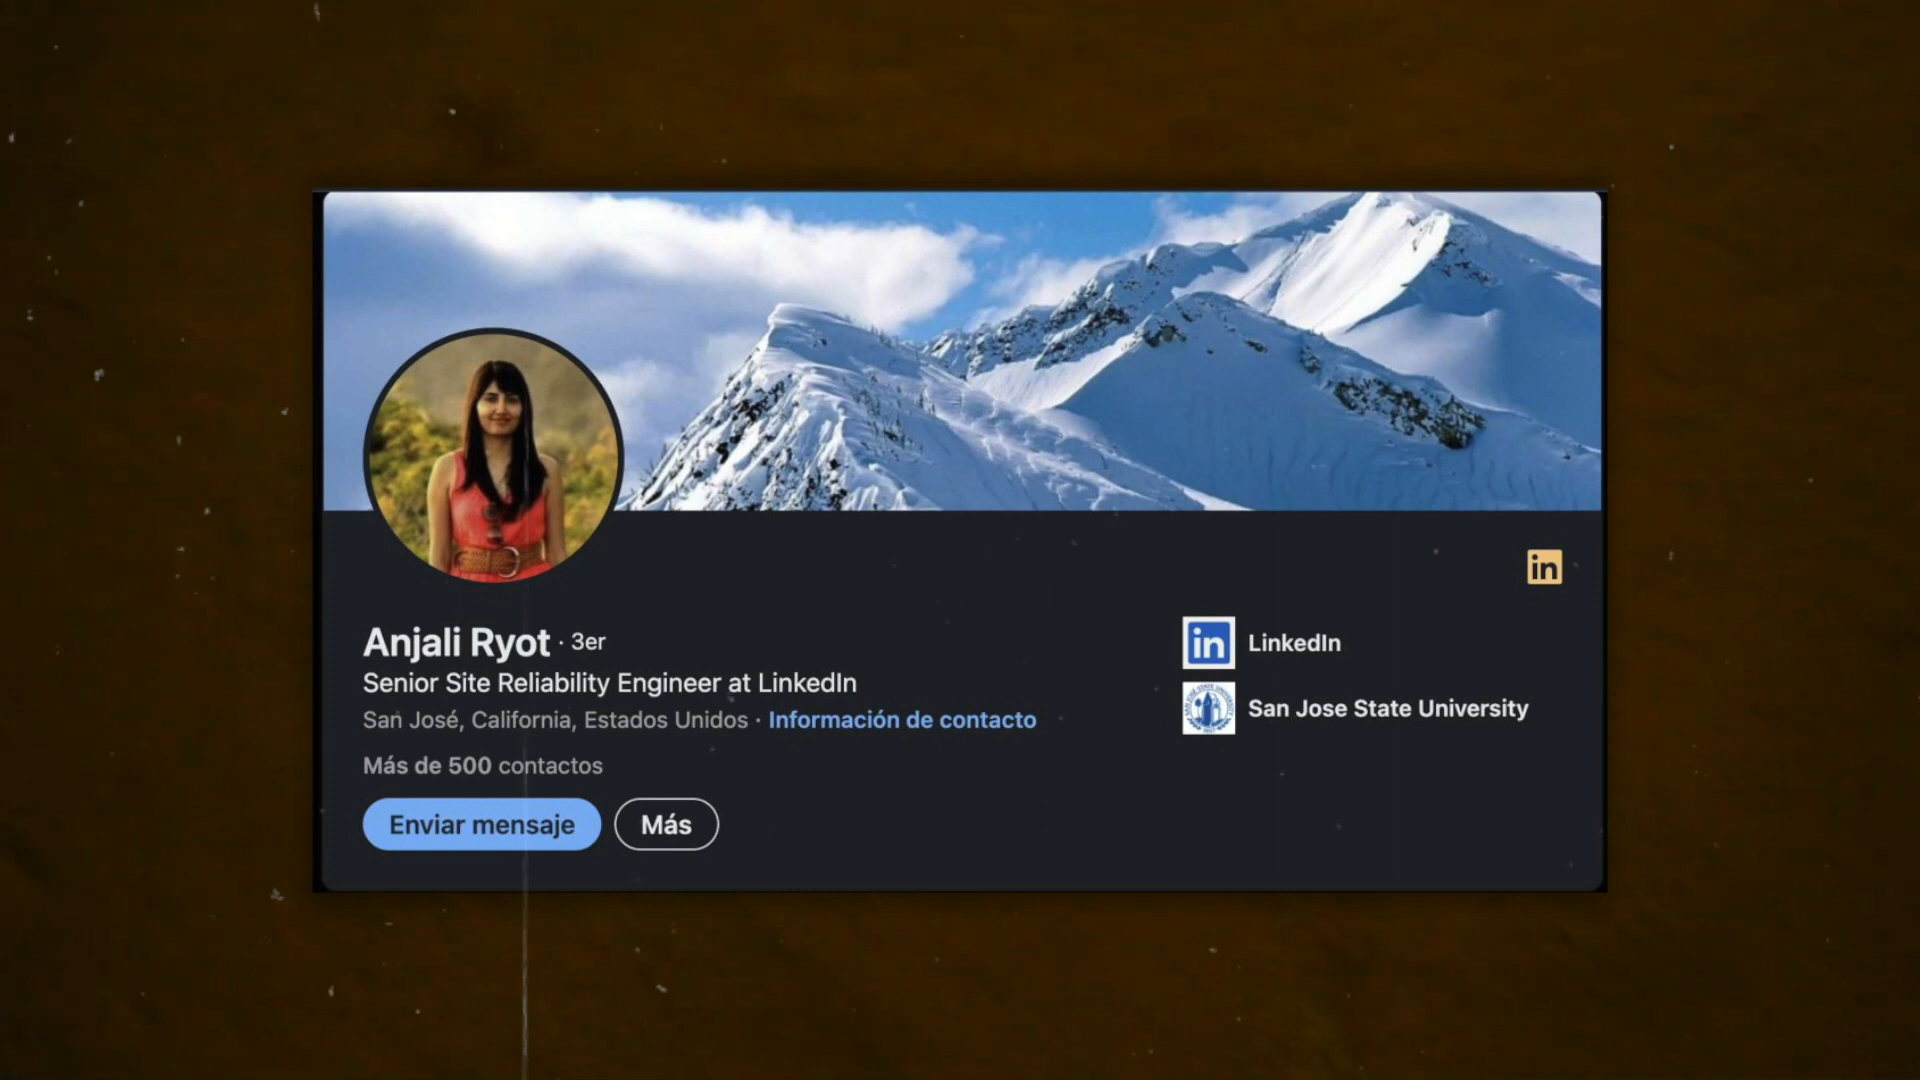 Anjali Ryot · 3er
Senior Site Reliability Engineer at LinkedIn
San José, California, Estados Unidos · Información de contacto
Más de 500 contactos
Enviar mensaje
Más
in
in LinkedIn
San Jose State University